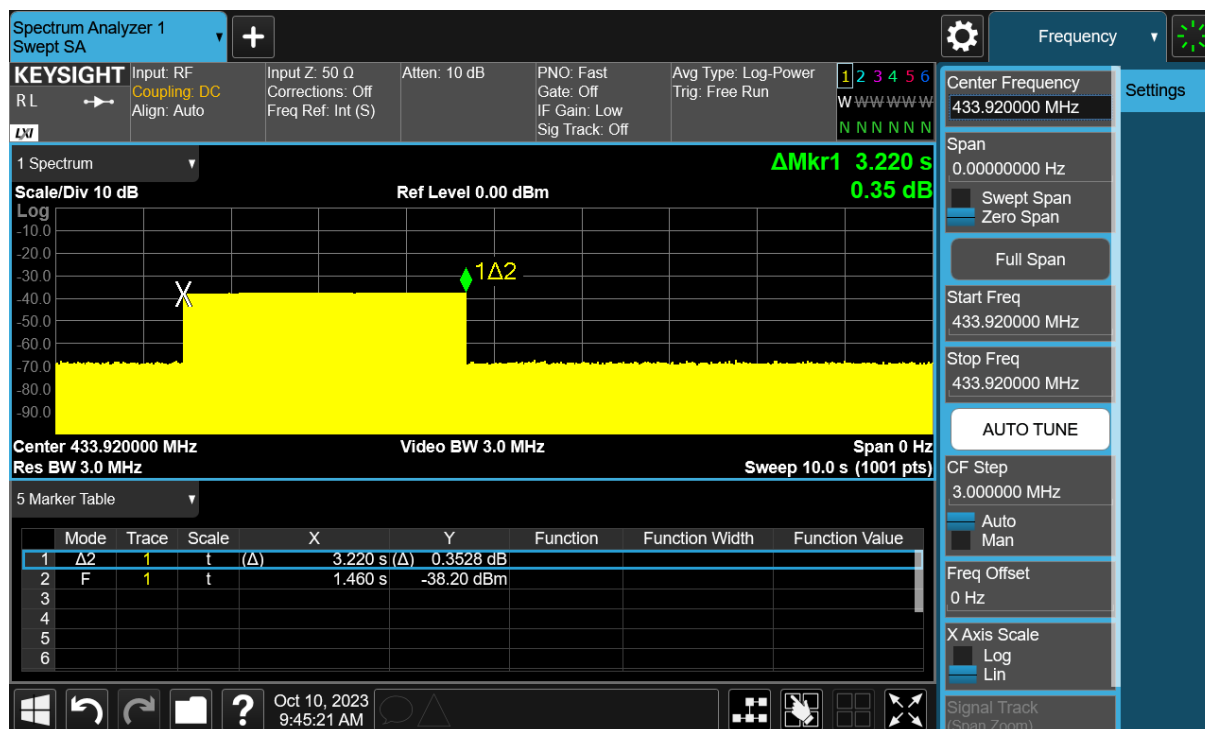 Spectrum Analyzer 1
Swept SA
+
Frequency
KEYSIGHT
RL
LXI
Input: RF
Coupling: DC
Align: Auto
Input Z: 50 Ω
Corrections: Off
Freq Ref: Int (S)
Atten: 10 dB
PNO: Fast
Gate: Off
IF Gain: Low
Sig Track: Off
Avg Type: Log-Power
Trig: Free Run
1 2 3 4 5 6
W W W W W W
N N N N N N
1 Spectrum
ΔMkr1 3.220 s
Scale/Div 10 dB Ref Level 0.00 dBm 0.35 dB
Log
-10.0
-20.0
-30.0
-40.0
-50.0
-60.0
-70.0
-80.0
-90.0
X
1Δ2
Center 433.920000 MHz Video BW 3.0 MHz Span 0 Hz
Res BW 3.0 MHz Sweep 10.0 s (1001 pts)
5 Marker Table
Mode Trace Scale X Y Function Function Width Function Value
1 Δ2 1 t (Δ) 3.220 s (Δ) 0.3528 dB
2 F 1 t 1.460 s -38.20 dBm
3
4
5
6
?
Oct 10, 2023
9:45:21 AM
Center Frequency
433.920000 MHz
Settings
Span
0.00000000 Hz
Swept Span
Zero Span
Full Span
Start Freq
433.920000 MHz
Stop Freq
433.920000 MHz
AUTO TUNE
CF Step
3.000000 MHz
Auto
Man
Freq Offset
0 Hz
X Axis Scale
Log
Lin
Signal Track
(Span Zoom)